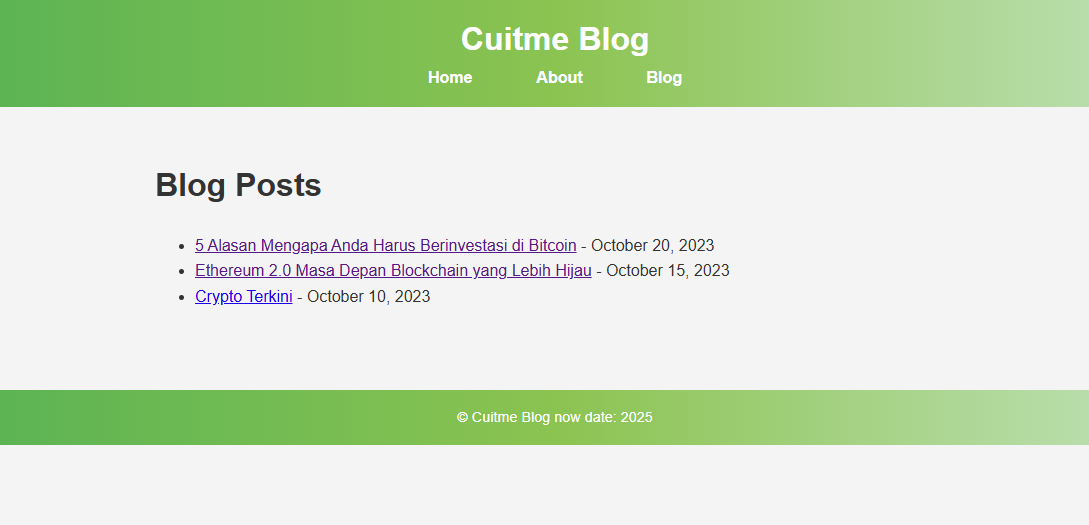 Cuitme Blog
Home About Blog
Blog Posts
5 Alasan Mengapa Anda Harus Berinvestasi di Bitcoin - October 20, 2023
Ethereum 2.0 Masa Depan Blockchain yang Lebih Hijau - October 15, 2023
Crypto Terkini - October 10, 2023
© Cuitme Blog now date: 2025